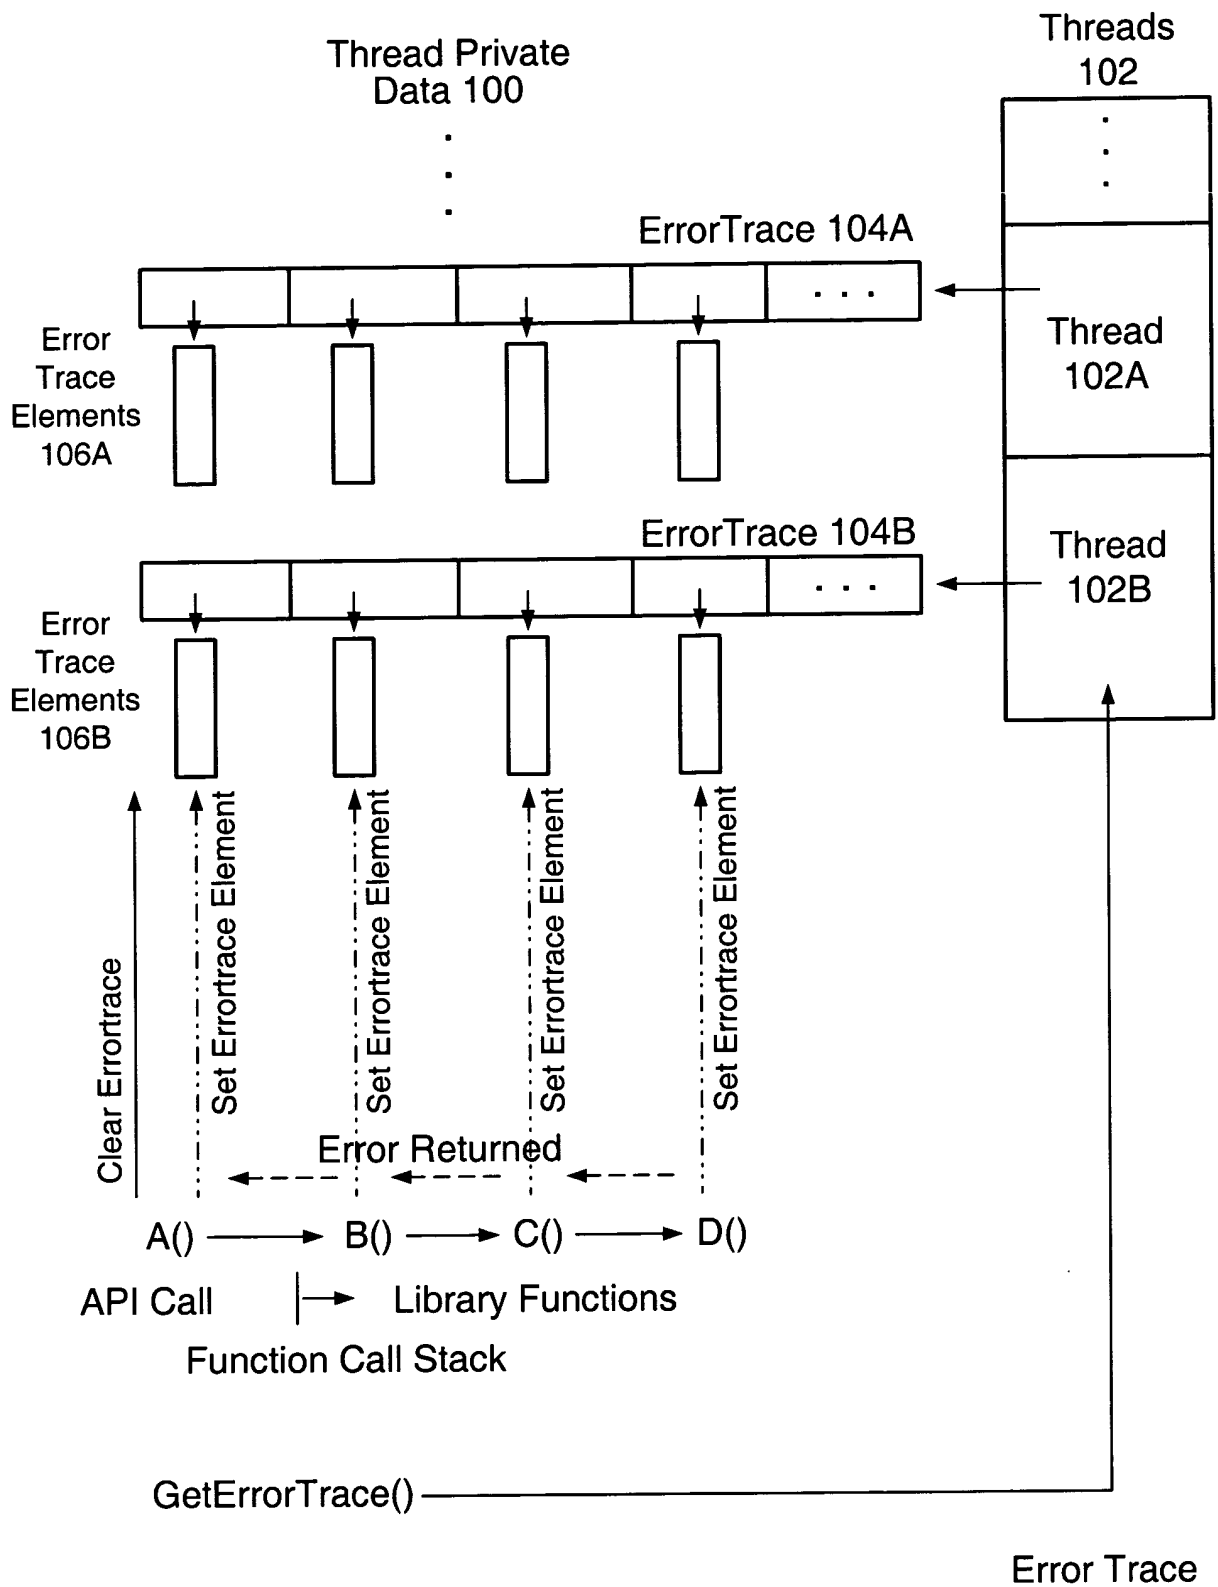 Threads
102
Thread Private
Data 100
ErrorTrace 104A
. . .
Error
Trace
Elements
106A
Thread
102A
ErrorTrace 104B
. . .
Error
Trace
Elements
106B
Thread
102B
Clear Errortrace
Set Errortrace Element
Set Errortrace Element
Set Errortrace Element
Set Errortrace Element
Error Returned
A() B() C() D()
API Call Library Functions
Function Call Stack
GetErrorTrace()
Error Trace